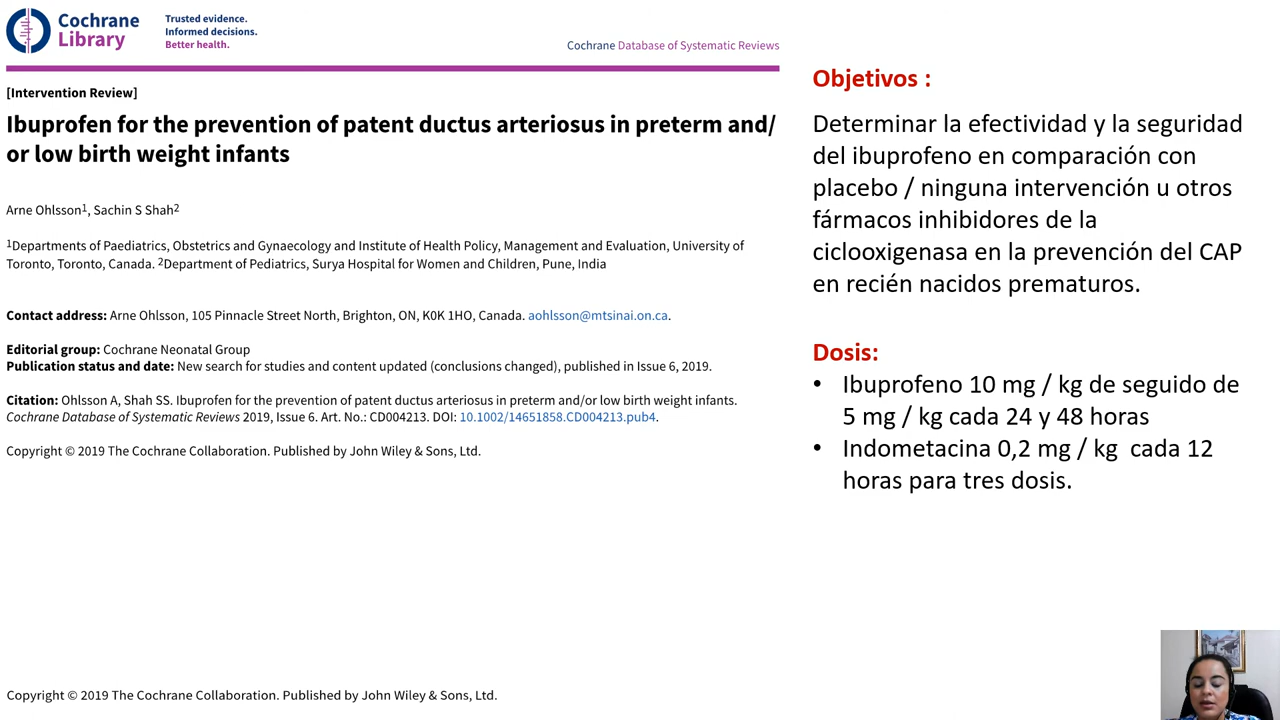 Cochrane
Library
Trusted evidence.
Informed decisions.
Better health.
Cochrane Database of Systematic Reviews
[Intervention Review]
Ibuprofen for the prevention of patent ductus arteriosus in preterm and/
or low birth weight infants
Arne Ohlsson1, Sachin S Shah2
1Departments of Paediatrics, Obstetrics and Gynaecology and Institute of Health Policy, Management and Evaluation, University of
Toronto, Toronto, Canada. 2Department of Pediatrics, Surya Hospital for Women and Children, Pune, India
Contact address: Arne Ohlsson, 105 Pinnacle Street North, Brighton, ON, K0K 1HO, Canada. aohlsson@mtsinai.on.ca.
Editorial group: Cochrane Neonatal Group
Publication status and date: New search for studies and content updated (conclusions changed), published in Issue 6, 2019.
Citation: Ohlsson A, Shah SS. Ibuprofen for the prevention of patent ductus arteriosus in preterm and/or low birth weight infants.
Cochrane Database of Systematic Reviews 2019, Issue 6. Art. No.: CD004213. DOI: 10.1002/14651858.CD004213.pub4.
Copyright © 2019 The Cochrane Collaboration. Published by John Wiley & Sons, Ltd.
Copyright © 2019 The Cochrane Collaboration. Published by John Wiley & Sons, Ltd.
Objetivos :
Determinar la efectividad y la seguridad
del ibuprofeno en comparación con
placebo / ninguna intervención u otros
fármacos inhibidores de la
ciclooxigenasa en la prevención del CAP
en recién nacidos prematuros.
Dosis:
• Ibuprofeno 10 mg / kg de seguido de
5 mg / kg cada 24 y 48 horas
• Indometacina 0,2 mg / kg cada 12
horas para tres dosis.